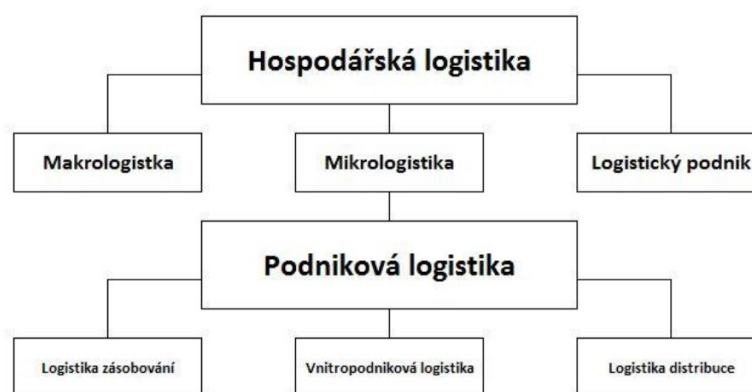 Hospodářská logistika
Makrologistka
Mikrologistika
Logistický podnik
Podniková logistika
Logistika zásobování
Vnitropodniková logistika
Logistika distribuce